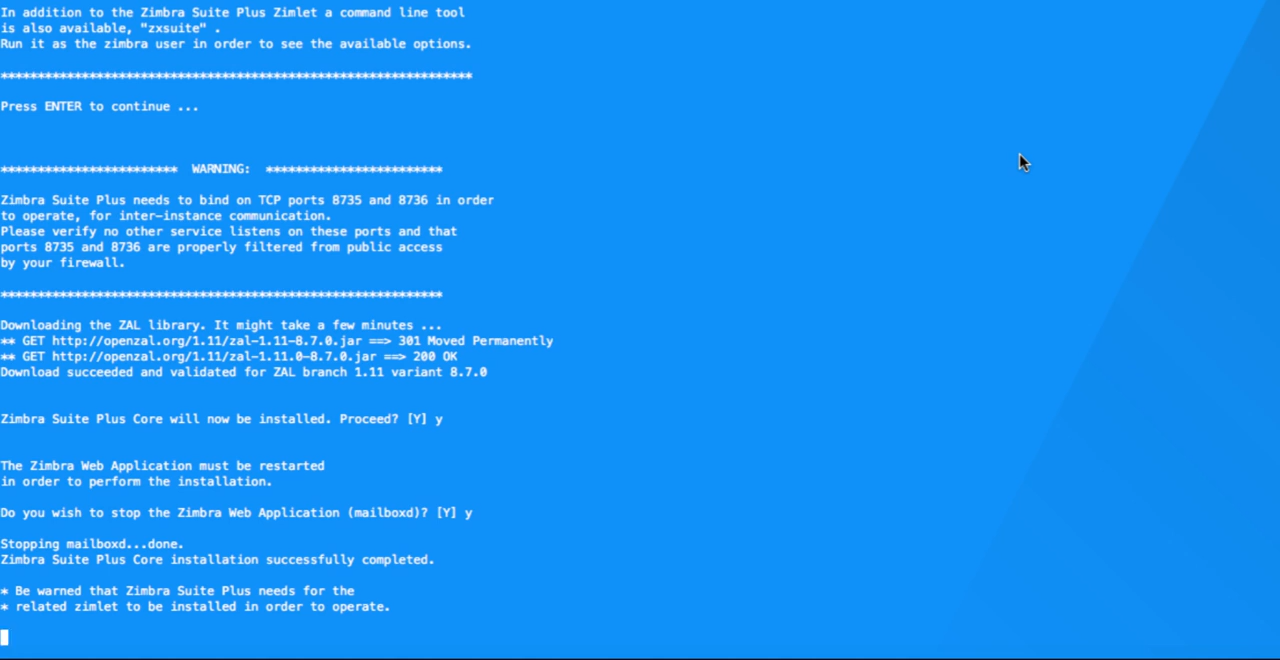 In addition to the Zimbra Suite Plus Zimlet a command line tool
is also available, "zxsuite" .
Run it as the zimbra user in order to see the available options.
****************************************************************
Press ENTER to continue ...
************************  WARNING:  ************************
Zimbra Suite Plus needs to bind on TCP ports 8735 and 8736 in order
to operate, for inter-instance communication.
Please verify no other service listens on these ports and that
ports 8735 and 8736 are properly filtered from public access
by your firewall.
************************************************************
Downloading the ZAL library. It might take a few minutes ...
** GET http://openzal.org/1.11/zal-1.11-8.7.0.jar ==> 301 Moved Permanently
** GET http://openzal.org/1.11/zal-1.11.0-8.7.0.jar ==> 200 OK
Download succeeded and validated for ZAL branch 1.11 variant 8.7.0
Zimbra Suite Plus Core will now be installed. Proceed? [Y] y
The Zimbra Web Application must be restarted
in order to perform the installation.
Do you wish to stop the Zimbra Web Application (mailboxd)? [Y] y
Stopping mailboxd...done.
Zimbra Suite Plus Core installation successfully completed.
* Be warned that Zimbra Suite Plus needs for the
* related zimlet to be installed in order to operate.